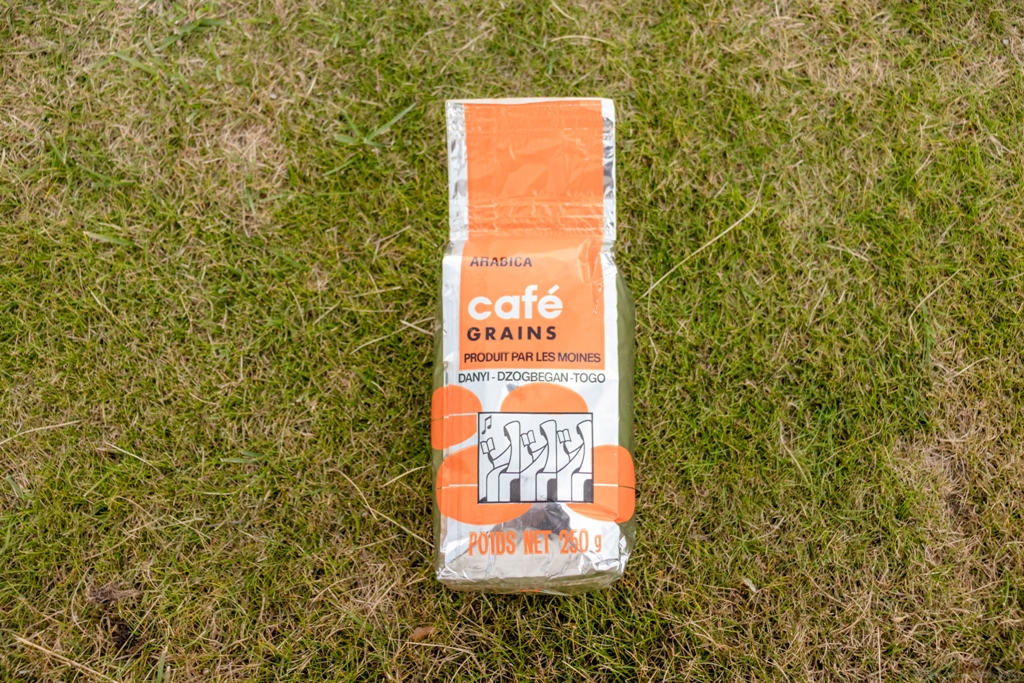 ARABICA
café
GRAINS
PRODUIT PAR LES MOINES
DANYI - DZOGBEGAN - TOGO
POIDS NET 250 g